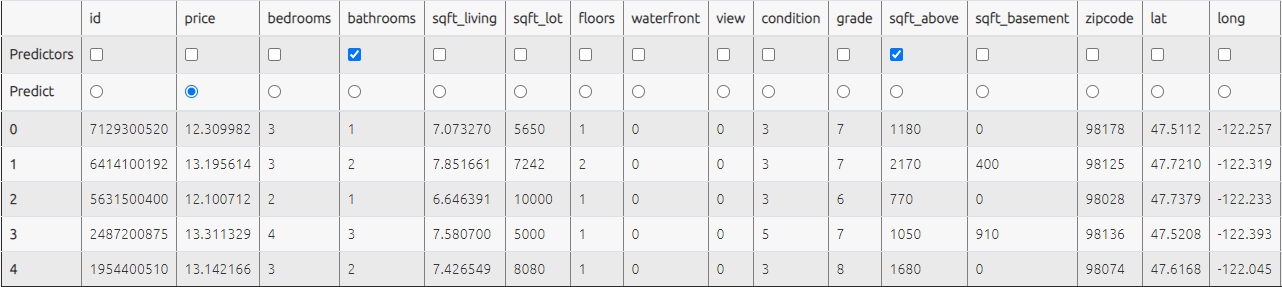 id price bedrooms bathrooms sqft_living sqft_lot floors waterfront view condition grade sqft_above sqft_basement zipcode lat long
Predictors
Predict
0 7129300520 12.309982 3 1 7.073270 5650 1 0 0 3 7 1180 0 98178 47.5112 -122.257
1 6414100192 13.195614 3 2 7.851661 7242 2 0 0 3 7 2170 400 98125 47.7210 -122.319
2 5631500400 12.100712 2 1 6.646391 10000 1 0 0 3 6 770 0 98028 47.7379 -122.233
3 2487200875 13.311329 4 3 7.580700 5000 1 0 0 5 7 1050 910 98136 47.5208 -122.393
4 1954400510 13.142166 3 2 7.426549 8080 1 0 0 3 8 1680 0 98074 47.6168 -122.045